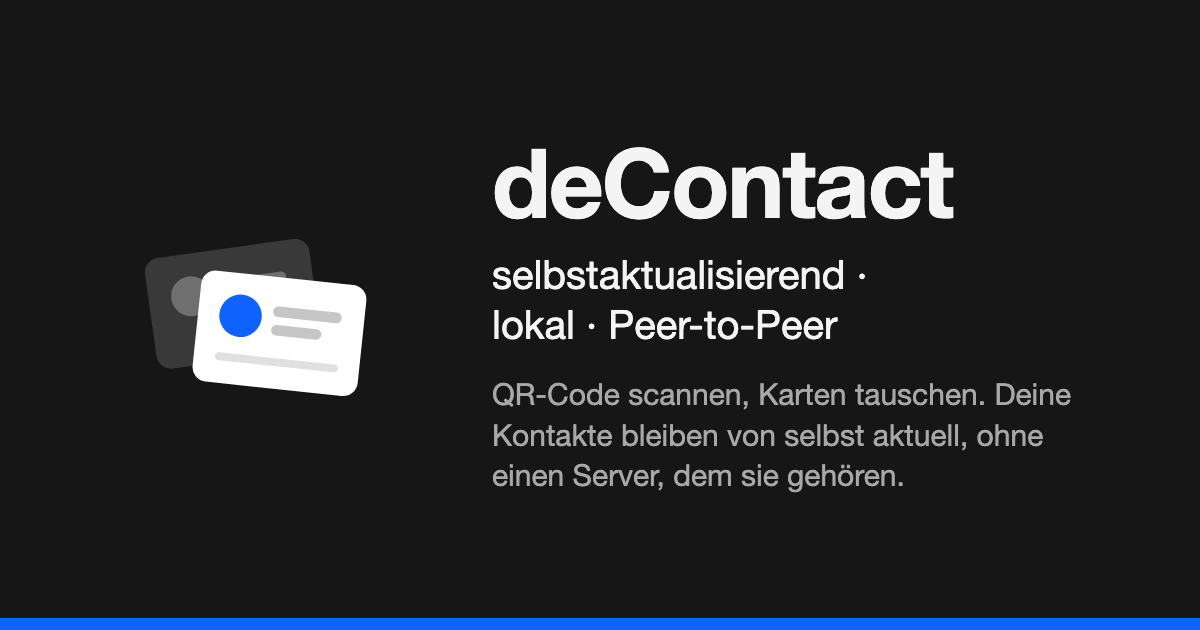 deContact
selbstaktualisierend ·
lokal · Peer-to-Peer
QR-Code scannen, Karten tauschen. Deine
Kontakte bleiben von selbst aktuell, ohne
einen Server, dem sie gehören.